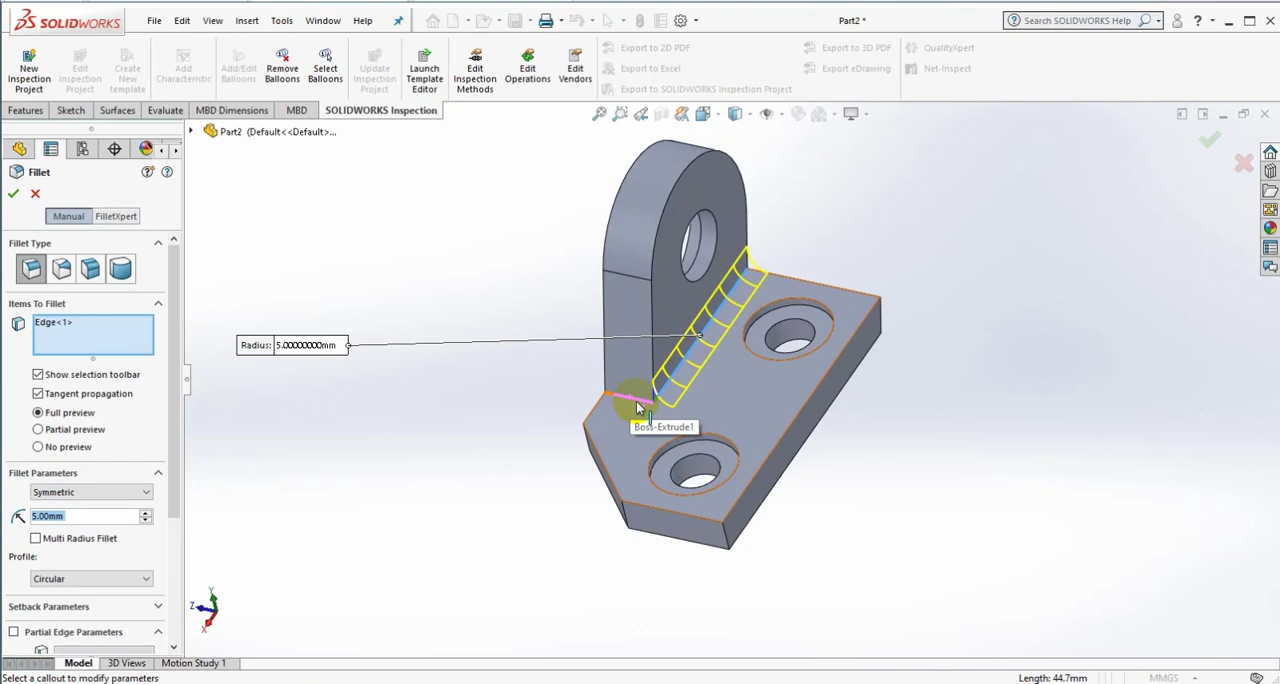 SOLIDWORKS File Edit View Insert Tools Window Help Part2 * Search SOLIDWORKS Help ?
New Inspection Project
Edit Inspection Project
Create New template
Add Characteristic
Add/Edit Balloons
Remove Balloons
Select Balloons
Update Inspection Project
Launch Template Editor
Edit Inspection Methods
Edit Operations
Edit Vendors
Export to 2D PDF
Export to Excel
Export to SOLIDWORKS Inspection Project
Export to 3D PDF
Export eDrawing
QualityXpert
Net-Inspect
Features Sketch Surfaces Evaluate MBD Dimensions MBD SOLIDWORKS Inspection
Part2 (Default<<Default>...
Fillet
Manual FilletXpert
Fillet Type
Items To Fillet
Edge<1>
Show selection toolbar
Tangent propagation
Full preview
Partial preview
No preview
Fillet Parameters
Symmetric
5.00mm
Multi Radius Fillet
Profile:
Circular
Setback Parameters
Partial Edge Parameters
Radius: 5.00000000mm
Boss-Extrude1
Y
Z
X
Model 3D Views Motion Study 1
Select a callout to modify parameters Length: 44.7mm MMGS